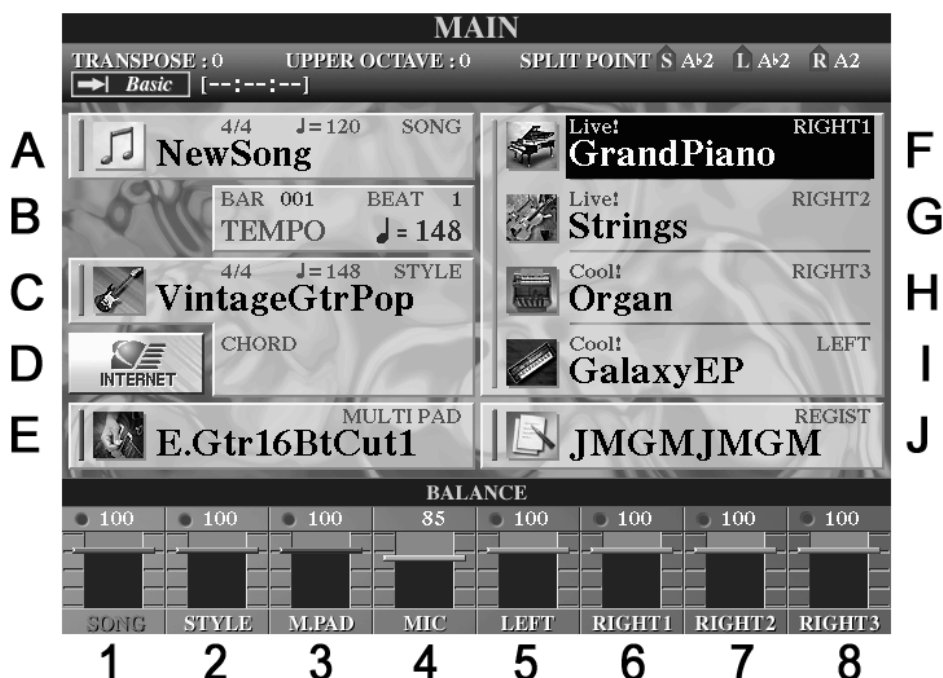 MAIN
TRANSPOSE : 0 UPPER OCTAVE : 0 SPLIT POINT S A♭2 L A♭2 R A2
Basic [--:--:--]
A
4/4 ♩=120 SONG
NewSong
B
BAR 001 BEAT 1
TEMPO ♩= 148
C
4/4 ♩=148 STYLE
VintageGtrPop
D
INTERNET
CHORD
E
MULTI PAD
E.Gtr16BtCut1
Live! RIGHT1
GrandPiano
F
Live! RIGHT2
Strings
G
Cool! RIGHT3
Organ
H
Cool! LEFT
GalaxyEP
I
REGIST
JMGMJMGM
J
BALANCE
100 100 100 85 100 100 100 100
SONG STYLE M.PAD MIC LEFT RIGHT1 RIGHT2 RIGHT3
1 2 3 4 5 6 7 8